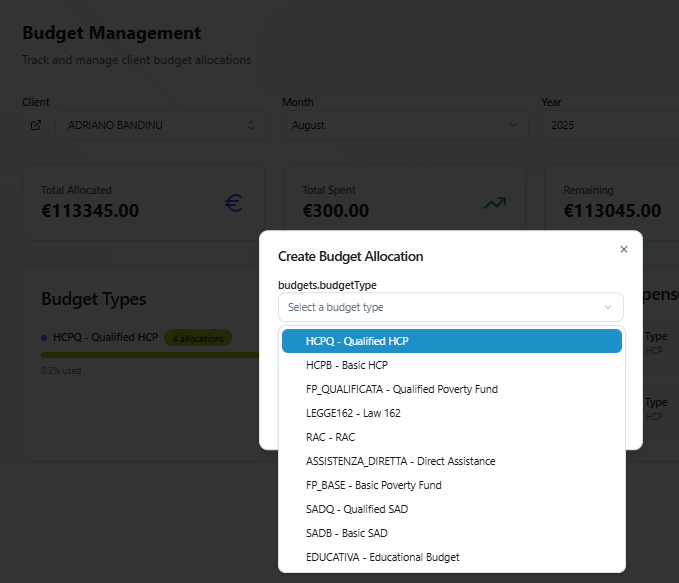 Budget Management
Track and manage client budget allocations
Client
Month
Year
ADRIANO BANDINU
August
2025
Total Allocated
€113345.00
Total Spent
€300.00
Remaining
€113045.00
Budget Types
HCPQ - Qualified HCP
4 allocations
0.3% used
Type
HCP
Type
HCP
Create Budget Allocation
budgets.budgetType
Select a budget type
HCPQ - Qualified HCP
HCPB - Basic HCP
FP_QUALIFICATA - Qualified Poverty Fund
LEGGE162 - Law 162
RAC - RAC
ASSISTENZA_DIRETTA - Direct Assistance
FP_BASE - Basic Poverty Fund
SADQ - Qualified SAD
SADB - Basic SAD
EDUCATIVA - Educational Budget